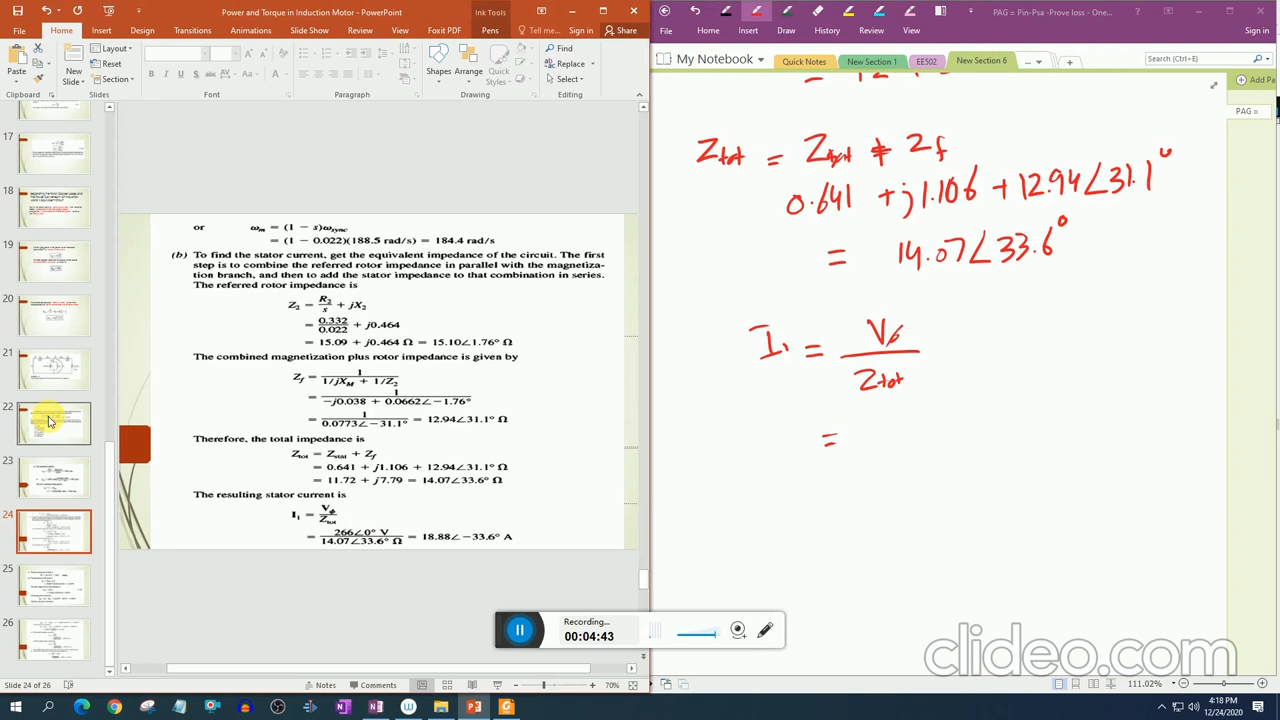 Ink Tools
PAG = Pin-Psa - Prove loss - One...
File Home Insert Transitions Animations Slide Show Review View Pens Tell me... Sign in Share
Home Insert Draw History Review View Sign in
Paste
New Slide
Layout
Reset
Section
Shapes Arrange Quick Styles
Find
Replace
Select
Clipboard Slides Font Paragraph Drawing Editing
My Notebook Quick Notes New Section 1 EE502 New Section 6 ... Search (Ctrl+E)
Add Pa
PAG =
17
18
19
20
21
22
23
24
25
26
or ωm = (1 − s)ωsync
= (1 − 0.022)(188.5 rad/s) = 184.4 rad/s
(b) To find the stator current, get the equivalent impedance of the circuit. The first
step is to combine the referred rotor impedance in parallel with the magnetiza-
tion branch, and then to add the stator impedance to that combination in series.
The referred rotor impedance is
Z2 = R2/s + jX2
= 0.332/0.022 + j0.464
= 15.09 + j0.464 Ω = 15.10∠1.76° Ω
The combined magnetization plus rotor impedance is given by
Zf = 1/(1/jXM + 1/Z2)
= 1/(−j0.038 + 0.0662∠−1.76°)
= 1/(0.0773∠−31.1°) = 12.94∠31.1° Ω
Therefore, the total impedance is
Ztot = Zstat + Zf
= 0.641 + j1.106 + 12.94∠31.1° Ω
= 11.72 + j7.79 = 14.07∠33.6° Ω
The resulting stator current is
I1 = Vϕ/Ztot
= 266∠0° V/14.07∠33.6° Ω = 18.88∠−33.6° A
Ztot = Zstat + Zf
0.641 + j1.106 + 12.94∠31.1°
= 14.07∠33.6°
I1 = Vϕ/Ztot
=
Recording...
00:04:43
clideo.com
Slide 24 of 26 Notes Comments 70%
111.02%
4:18 PM
12/24/2020